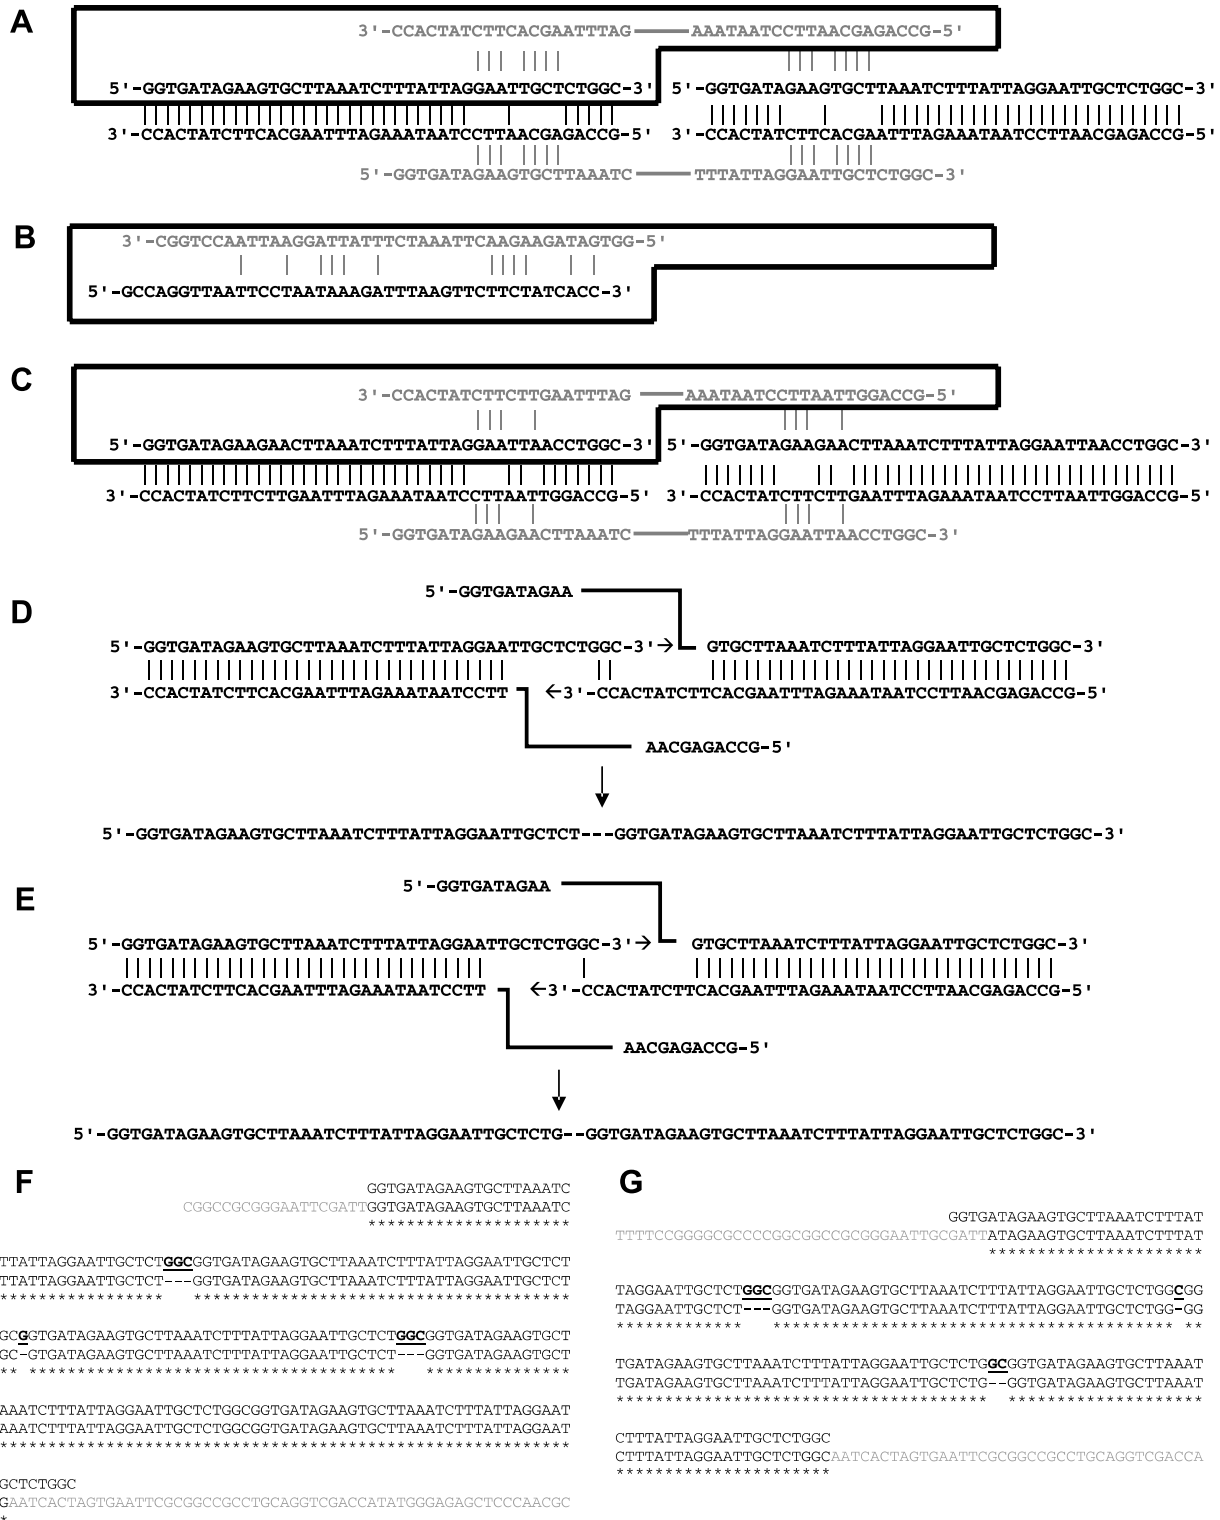 A
3'-CCACTATCTTCACGAATTTAG AAATAATCCTTAACGAGACCG-5'
5'-GGTGATAGAAGTGCTTAAATCTTTATTAGGAATTGCTCTGGC-3' 5'-GGTGATAGAAGTGCTTAAATCTTTATTAGGAATTGCTCTGGC-3'
3'-CCACTATCTTCACGAATTTAGAAATAATCCTTAACGAGACCG-5' 3'-CCACTATCTTCACGAATTTAGAAATAATCCTTAACGAGACCG-5'
5'-GGTGATAGAAGTGCTTAAATC TTTATTAGGAATTGCTCTGGC-3'
B
3'-CGGTCCAATTAAGGATTATTTCTAAATTCAAGAAGATAGTGG-5'
5'-GCCAGGTTAATTCCTAATAAAGATTTAAGTTCTTCTATCACC-3'
C
3'-CCACTATCTTCTTGAATTTAG AAATAATCCTTAATTGGACCG-5'
5'-GGTGATAGAAGAACTTAAATCTTTATTAGGAATTAACCTGGC-3' 5'-GGTGATAGAAGAACTTAAATCTTTATTAGGAATTAACCTGGC-3'
3'-CCACTATCTTCTTGAATTTAGAAATAATCCTTAATTGGACCG-5' 3'-CCACTATCTTCTTGAATTTAGAAATAATCCTTAATTGGACCG-5'
5'-GGTGATAGAAGAACTTAAATC TTTATTAGGAATTAACCTGGC-3'
D
5'-GGTGATAGAA
5'-GGTGATAGAAGTGCTTAAATCTTTATTAGGAATTGCTCTGGC-3'→ GTGCTTAAATCTTTATTAGGAATTGCTCTGGC-3'
3'-CCACTATCTTCACGAATTTAGAAATAATCCTT ←3'-CCACTATCTTCACGAATTTAGAAATAATCCTTAACGAGACCG-5'
AACGAGACCG-5'
5'-GGTGATAGAAGTGCTTAAATCTTTATTAGGAATTGCTCT---GGTGATAGAAGTGCTTAAATCTTTATTAGGAATTGCTCTGGC-3'
E
5'-GGTGATAGAA
5'-GGTGATAGAAGTGCTTAAATCTTTATTAGGAATTGCTCTGGC-3'→ GTGCTTAAATCTTTATTAGGAATTGCTCTGGC-3'
3'-CCACTATCTTCACGAATTTAGAAATAATCCTT ←3'-CCACTATCTTCACGAATTTAGAAATAATCCTTAACGAGACCG-5'
AACGAGACCG-5'
5'-GGTGATAGAAGTGCTTAAATCTTTATTAGGAATTGCTCTG--GGTGATAGAAGTGCTTAAATCTTTATTAGGAATTGCTCTGGC-3'
F
GGTGATAGAAGTGCTTAAATC
CGGCCGCGGGAATTCGATTGGTGATAGAAGTGCTTAAATC
*********************
TTATTAGGAATTGCTCTGGCGGTGATAGAAGTGCTTAAATCTTTATTAGGAATTGCTCT
TTATTAGGAATTGCTCT---GGTGATAGAAGTGCTTAAATCTTTATTAGGAATTGCTCT
***************** ***************************************
GCGGTGATAGAAGTGCTTAAATCTTTATTAGGAATTGCTCTGGCGGTGATAGAAGTGCT
GC-GTGATAGAAGTGCTTAAATCTTTATTAGGAATTGCTCT---GGTGATAGAAGTGCT
** ************************************** ***************
AAATCTTTATTAGGAATTGCTCTGGCGGTGATAGAAGTGCTTAAATCTTTATTAGGAAT
AAATCTTTATTAGGAATTGCTCTGGCGGTGATAGAAGTGCTTAAATCTTTATTAGGAAT
***********************************************************
GCTCTGGC
GAATCACTAGTGAATTCGCGGCCGCCTGCAGGTCGACCATATGGGAGAGCTCCCAACGC
*
G
GGTGATAGAAGTGCTTAAATCTTTAT
TTTTCCGGGGCGCCCCGGCGGCCGCGGGAATTGCGATTATAGAAGTGCTTAAATCTTTAT
**********************
TAGGAATTGCTCTGGCGGTGATAGAAGTGCTTAAATCTTTATTAGGAATTGCTCTGGCGG
TAGGAATTGCTCT---GGTGATAGAAGTGCTTAAATCTTTATTAGGAATTGCTCTGG-GG
************* ***************************************** **
TGATAGAAGTGCTTAAATCTTTATTAGGAATTGCTCTGGCGGTGATAGAAGTGCTTAAAT
TGATAGAAGTGCTTAAATCTTTATTAGGAATTGCTCTG--GGTGATAGAAGTGCTTAAAT
************************************** ********************
CTTTATTAGGAATTGCTCTGGC
CTTTATTAGGAATTGCTCTGGCAATCACTAGTGAATTCGCGGCCGCCTGCAGGTCGACCA
**********************